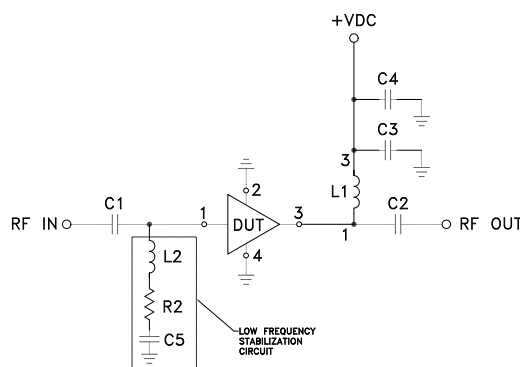 +VDC
C4
C3
3
L1
C1
2
C2
RF IN
1
DUT
3
1
RF OUT
4
L2
R2
C5
LOW FREQUENCY
STABILIZATION
CIRCUIT